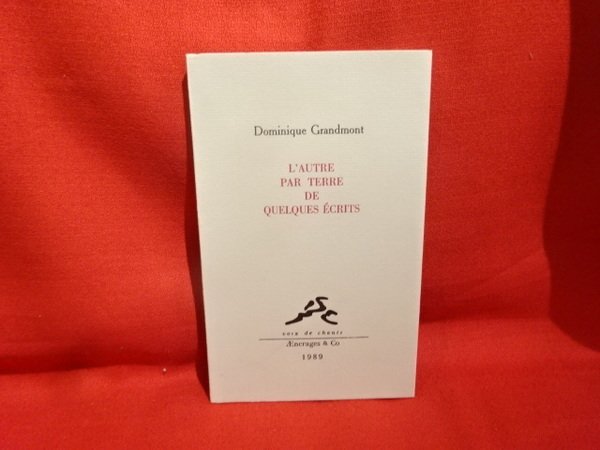 Dominique Grandmont
L'AUTRE
PAR TERRE
DE
QUELQUES ÉCRITS
voix de chants
Æncrages & Co
1989